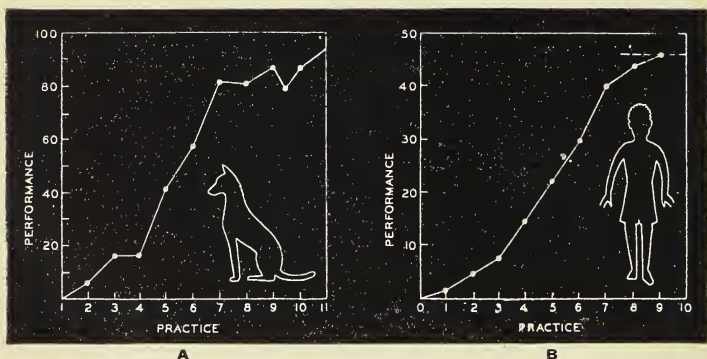 100
80
60
40
20
PERFORMANCE
1 2 3 4 5 6 7 8 9 10 11
PRACTICE
A
50
40
30
20
10
PERFORMANCE
0 1 2 3 4 5 6 7 8 9 10
PRACTICE
B